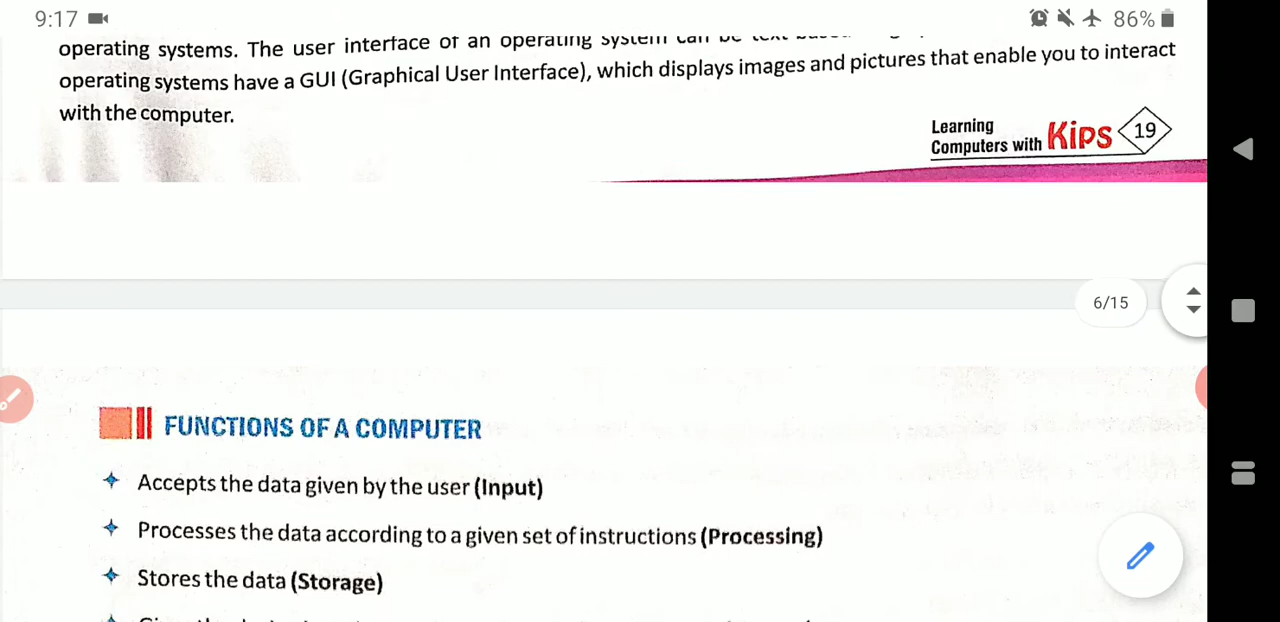 9:17
86%
operating systems. The user interface of an operating system can be
operating systems have a GUI (Graphical User Interface), which displays images and pictures that enable you to interact
with the computer.
Learning
Computers with Kips 19
6/15
FUNCTIONS OF A COMPUTER
Accepts the data given by the user (Input)
Processes the data according to a given set of instructions (Processing)
Stores the data (Storage)